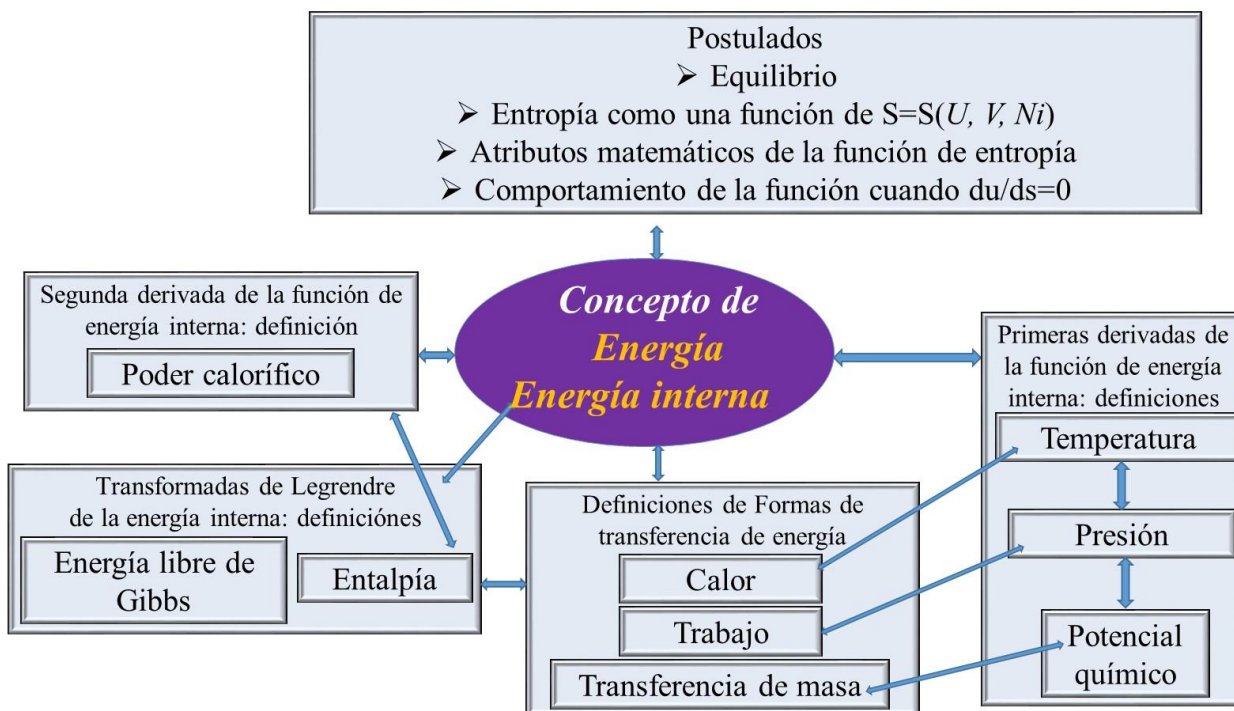 Postulados
➢ Equilibrio
➢ Entropía como una función de S=S(U, V, Ni)
➢ Atributos matemáticos de la función de entropía
➢ Comportamiento de la función cuando du/ds=0
Concepto de
Energía
Energía interna
Segunda derivada de la función de
energía interna: definición
Poder calorífico
Primeras derivadas de
la función de energía
interna: definiciones
Temperatura
Presión
Potencial
químico
Transformadas de Legrendre
de la energía interna: definiciónes
Energía libre de
Gibbs
Entalpía
Definiciones de Formas de
transferencia de energía
Calor
Trabajo
Transferencia de masa